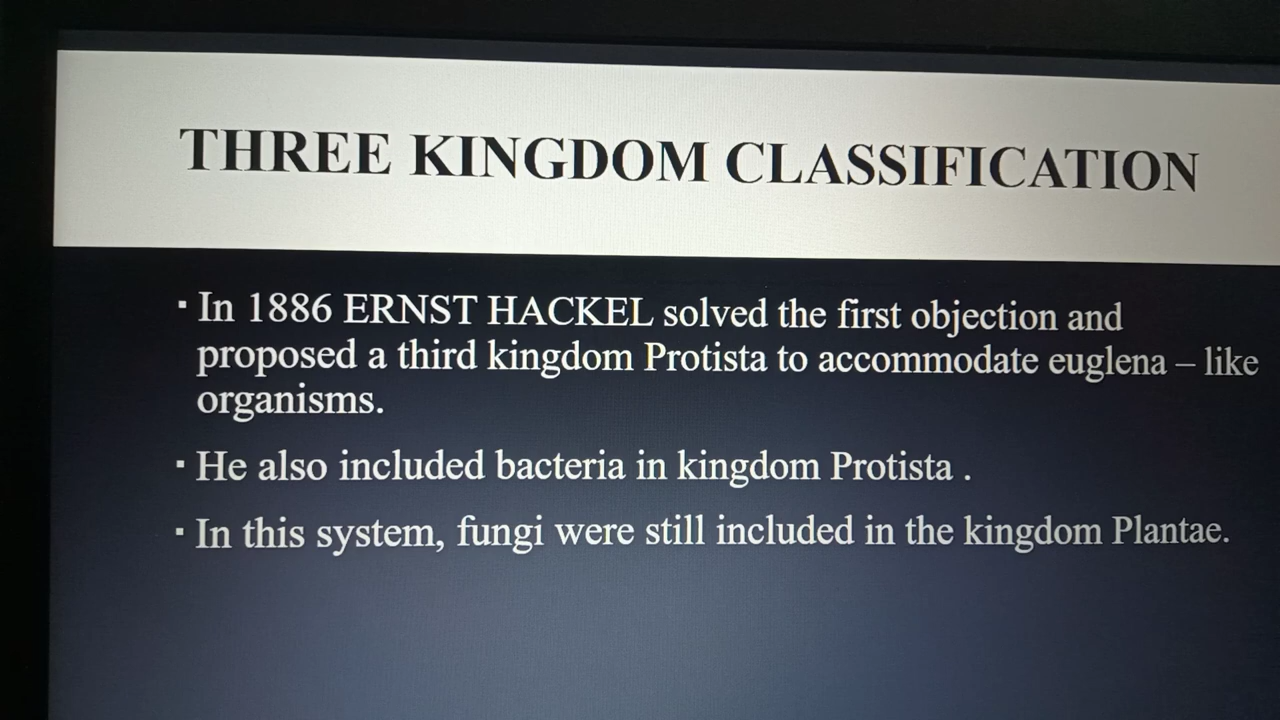 THREE KINGDOM CLASSIFICATION
▪ In 1886 ERNST HACKEL solved the first objection and
proposed a third kingdom Protista to accommodate euglena – like
organisms.
▪ He also included bacteria in kingdom Protista .
▪ In this system, fungi were still included in the kingdom Plantae.